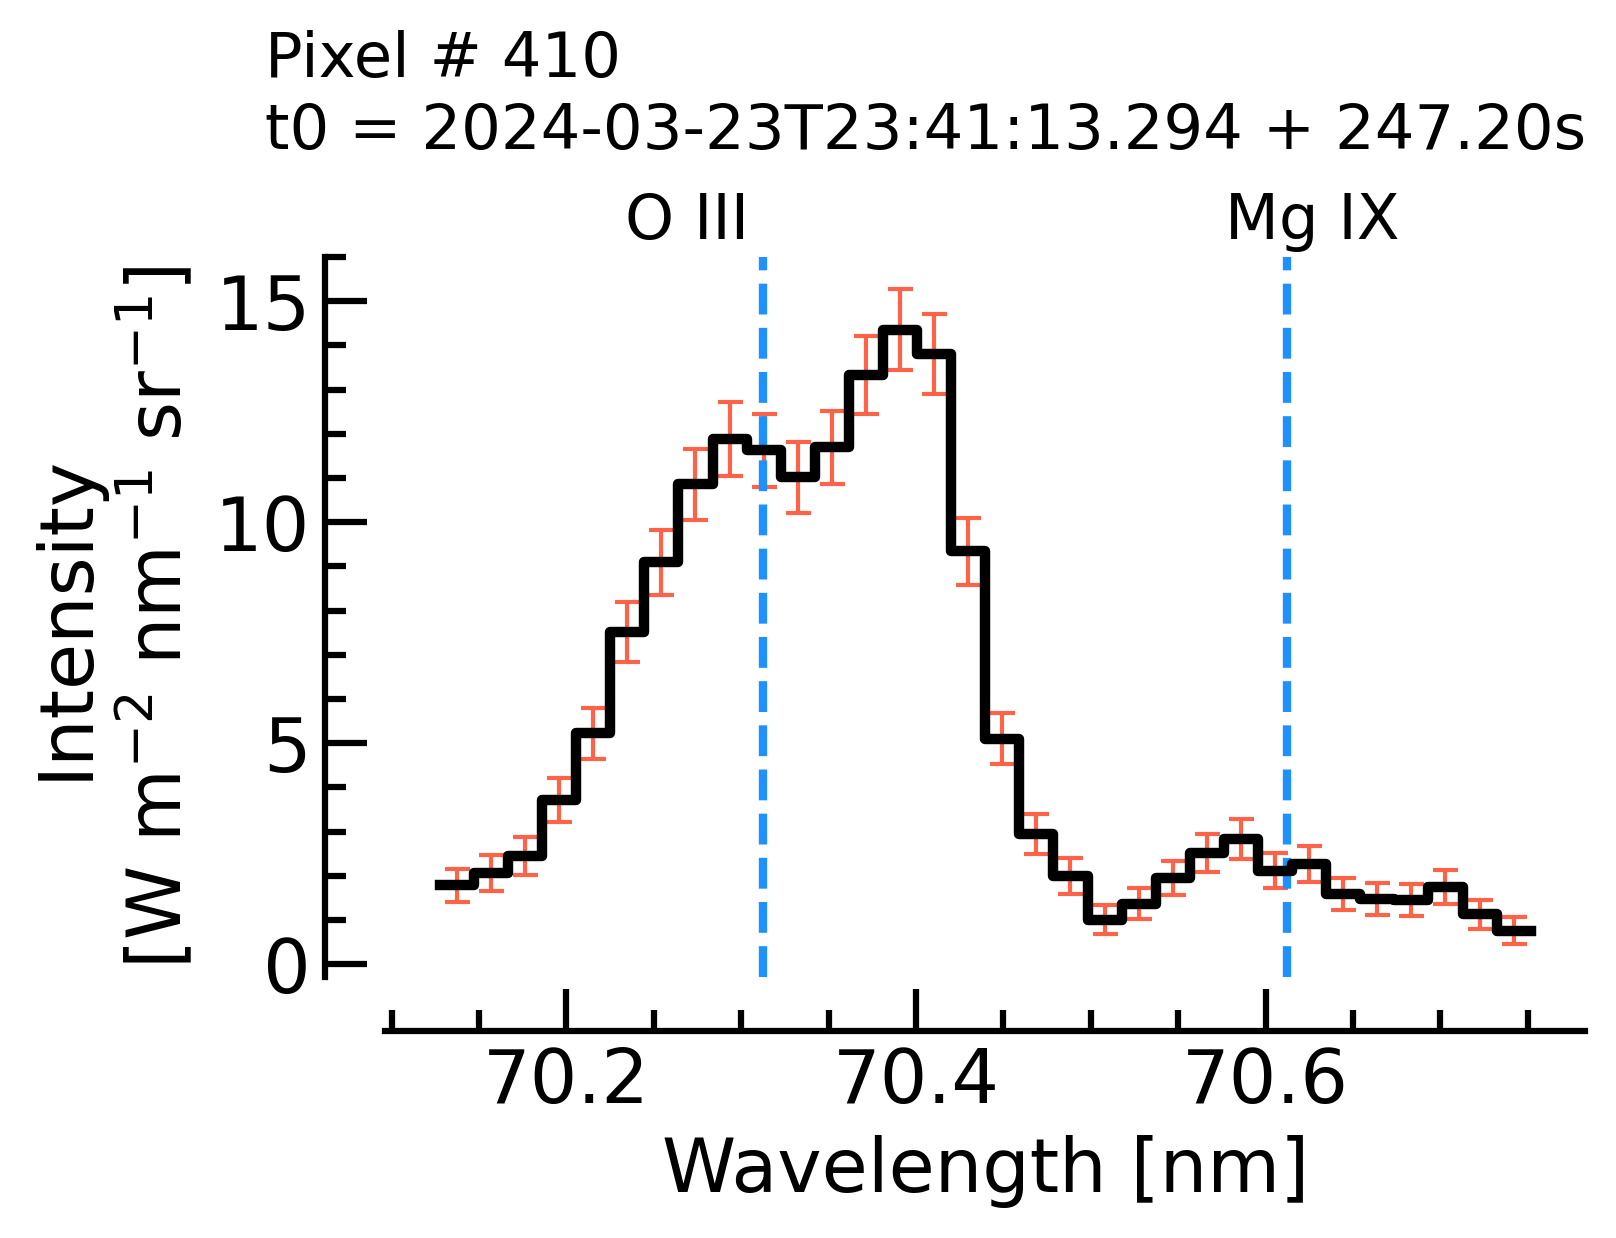 Pixel # 410
t0 = 2024-03-23T23:41:13.294 + 247.20s
O III Mg IX
Intensity
[W m⁻² nm⁻¹ sr⁻¹]
15
10
5
0
70.2 70.4 70.6
Wavelength [nm]